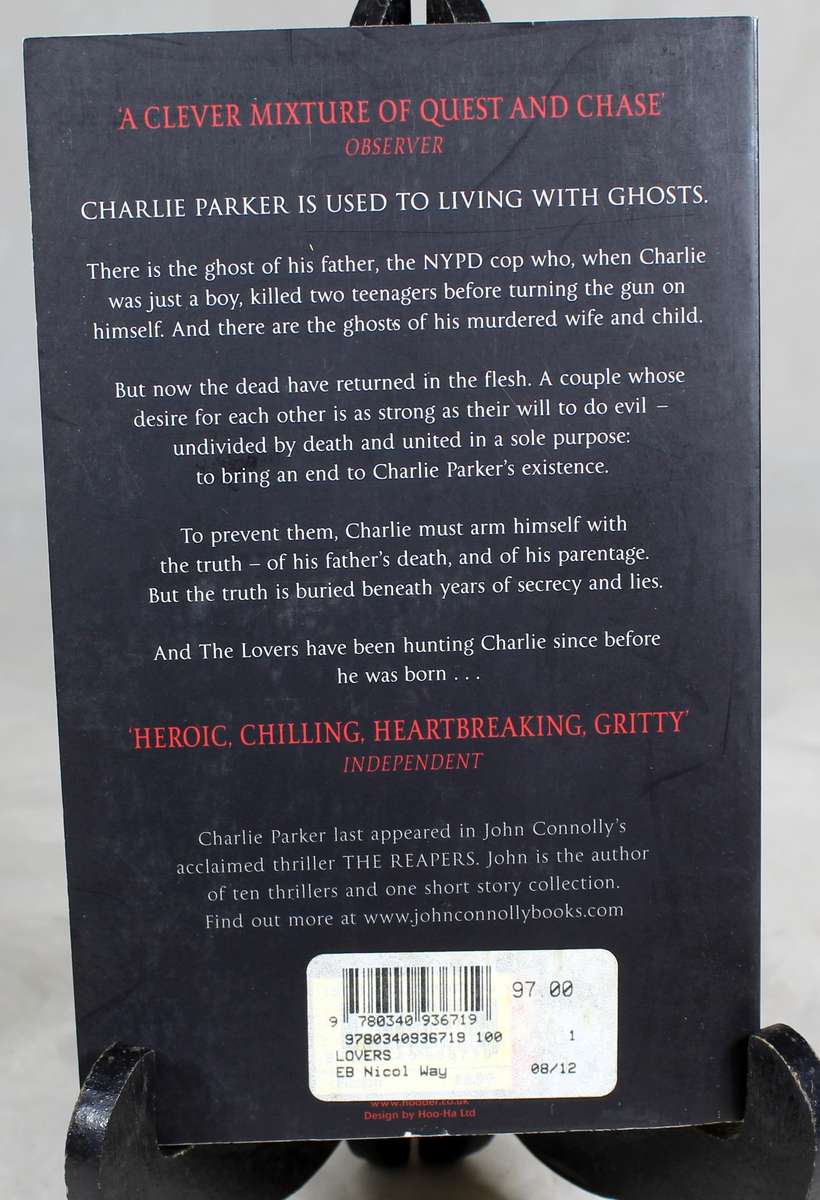 'A CLEVER MIXTURE OF QUEST AND CHASE'
OBSERVER
CHARLIE PARKER IS USED TO LIVING WITH GHOSTS.
There is the ghost of his father, the NYPD cop who, when Charlie
was just a boy, killed two teenagers before turning the gun on
himself. And there are the ghosts of his murdered wife and child.
But now the dead have returned in the flesh. A couple whose
desire for each other is as strong as their will to do evil –
undivided by death and united in a sole purpose:
to bring an end to Charlie Parker's existence.
To prevent them, Charlie must arm himself with
the truth – of his father's death, and of his parentage.
But the truth is buried beneath years of secrecy and lies.
And The Lovers have been hunting Charlie since before
he was born . . .
'HEROIC, CHILLING, HEARTBREAKING, GRITTY'
INDEPENDENT
Charlie Parker last appeared in John Connolly's
acclaimed thriller THE REAPERS. John is the author
of ten thrillers and one short story collection.
Find out more at www.johnconnollybooks.com
97.00
9 780340 936719
9780340936719 100 1
LOVERS
EB Nicol Way 08/12
www.hodder.co.uk
Design by Hoo-Ha Ltd